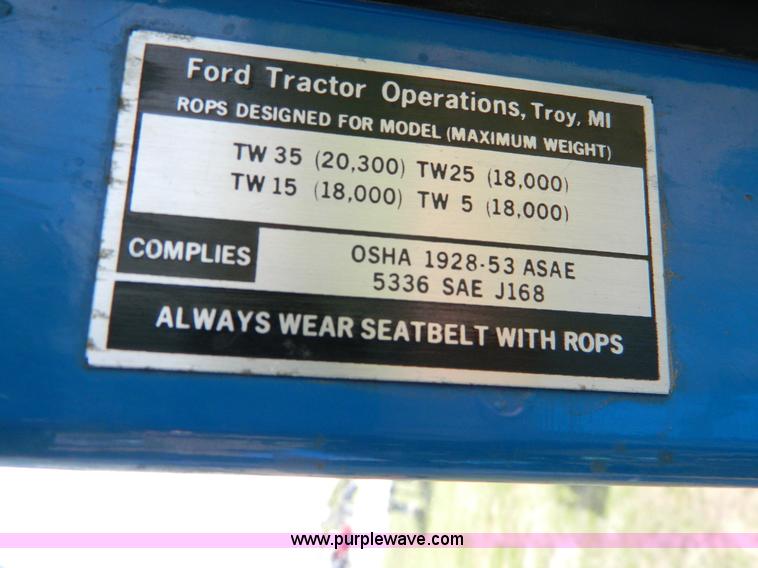 Ford Tractor Operations, Troy, MI
ROPS DESIGNED FOR MODEL (MAXIMUM WEIGHT)
TW 35 (20,300) TW25 (18,000)
TW 15 (18,000) TW 5 (18,000)
COMPLIES
OSHA 1928-53 ASAE
5336 SAE J168
ALWAYS WEAR SEATBELT WITH ROPS
www.purplewave.com